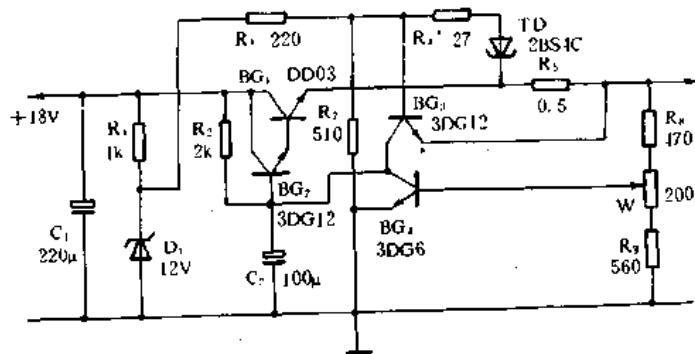 R₁ 220
R₄' 27
TD
2BS4C
BG₁
DD03
R₅
0.5
+18V
R₁
1k
R₂
2k
R₇
510
BG₃
3DG12
R₈
470
BG₂
3DG12
BG₄
3DG6
W
200
C₁
220μ
D₁
12V
C₂
100μ
R₉
560